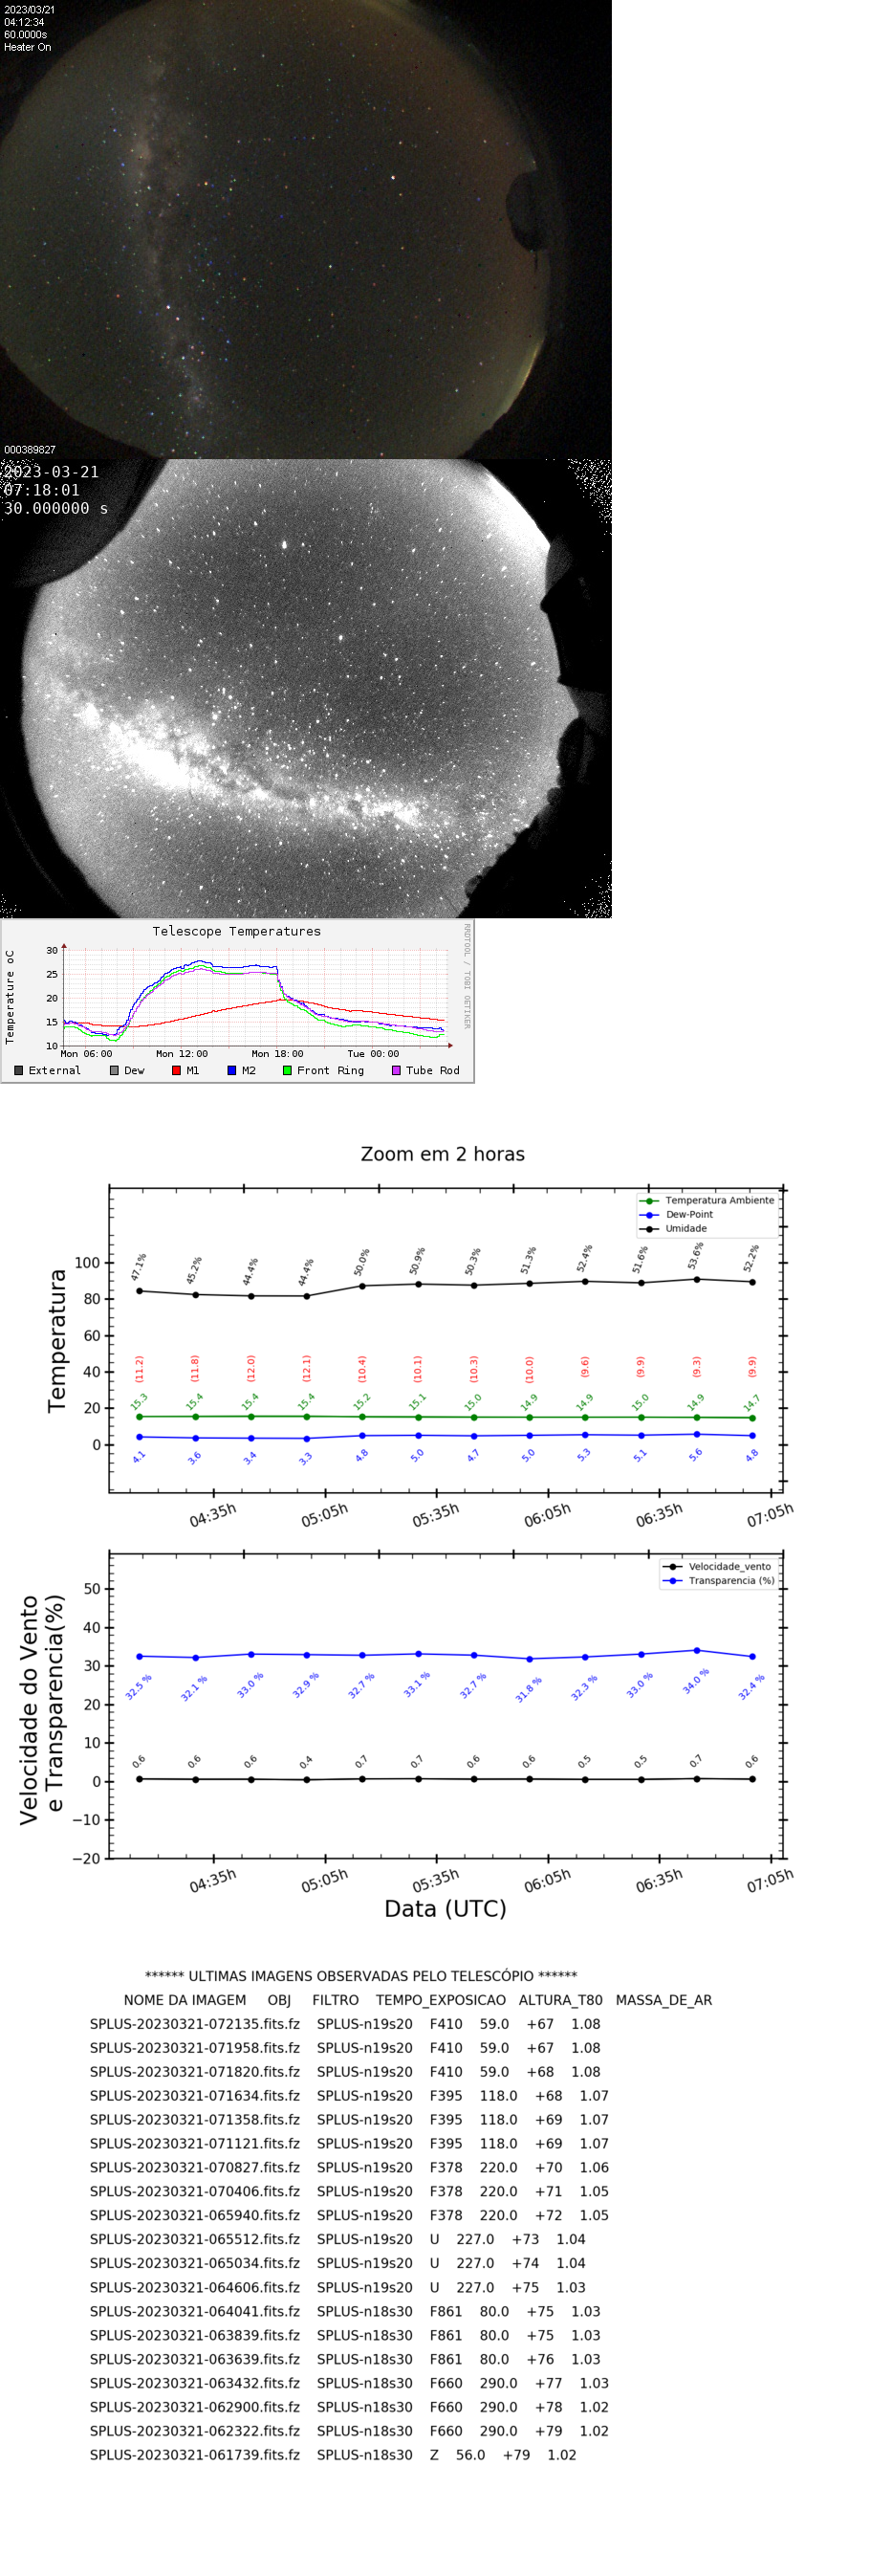 2023/03/21
04:12:34
60.0000s
Heater On
000389827
2023-03-21
07:18:01
30.000000 s
Telescope Temperatures
RRDTOOL / TOBI OETIKER
Temperature oC
30
25
20
15
10
Mon 06:00 Mon 12:00 Mon 18:00 Tue 00:00
External Dew M1 M2 Front Ring Tube Rod
Zoom em 2 horas
Temperatura Ambiente
Dew-Point
Umidade
Temperatura
100
80
60
40
20
0
47.1% 45.2% 44.4% 44.4% 50.0% 50.9% 50.3% 51.3% 52.4% 51.6% 53.6% 52.2%
(11.2) (11.8) (12.0) (12.1) (10.4) (10.1) (10.3) (10.0) (9.6) (9.9) (9.3) (9.9)
15.3 15.4 15.4 15.4 15.2 15.1 15.0 14.9 14.9 15.0 14.9 14.7
4.1 3.6 3.4 3.3 4.8 5.0 4.7 5.0 5.3 5.1 5.6 4.8
04:35h 05:05h 05:35h 06:05h 06:35h 07:05h
Velocidade_vento
Transparencia (%)
Velocidade do Vento
e Transparencia(%)
50
40
30
20
10
0
−10
−20
32.5 % 32.1 % 33.0 % 32.9 % 32.7 % 33.1 % 32.7 % 31.8 % 32.3 % 33.0 % 34.0 % 32.4 %
0.6 0.6 0.6 0.4 0.7 0.7 0.6 0.6 0.5 0.5 0.7 0.6
04:35h 05:05h 05:35h 06:05h 06:35h 07:05h
Data (UTC)
****** ULTIMAS IMAGENS OBSERVADAS PELO TELESCÓPIO ******
NOME DA IMAGEM OBJ FILTRO TEMPO_EXPOSICAO ALTURA_T80 MASSA_DE_AR
SPLUS-20230321-072135.fits.fz SPLUS-n19s20 F410 59.0 +67 1.08
SPLUS-20230321-071958.fits.fz SPLUS-n19s20 F410 59.0 +67 1.08
SPLUS-20230321-071820.fits.fz SPLUS-n19s20 F410 59.0 +68 1.08
SPLUS-20230321-071634.fits.fz SPLUS-n19s20 F395 118.0 +68 1.07
SPLUS-20230321-071358.fits.fz SPLUS-n19s20 F395 118.0 +69 1.07
SPLUS-20230321-071121.fits.fz SPLUS-n19s20 F395 118.0 +69 1.07
SPLUS-20230321-070827.fits.fz SPLUS-n19s20 F378 220.0 +70 1.06
SPLUS-20230321-070406.fits.fz SPLUS-n19s20 F378 220.0 +71 1.05
SPLUS-20230321-065940.fits.fz SPLUS-n19s20 F378 220.0 +72 1.05
SPLUS-20230321-065512.fits.fz SPLUS-n19s20 U 227.0 +73 1.04
SPLUS-20230321-065034.fits.fz SPLUS-n19s20 U 227.0 +74 1.04
SPLUS-20230321-064606.fits.fz SPLUS-n19s20 U 227.0 +75 1.03
SPLUS-20230321-064041.fits.fz SPLUS-n18s30 F861 80.0 +75 1.03
SPLUS-20230321-063839.fits.fz SPLUS-n18s30 F861 80.0 +75 1.03
SPLUS-20230321-063639.fits.fz SPLUS-n18s30 F861 80.0 +76 1.03
SPLUS-20230321-063432.fits.fz SPLUS-n18s30 F660 290.0 +77 1.03
SPLUS-20230321-062900.fits.fz SPLUS-n18s30 F660 290.0 +78 1.02
SPLUS-20230321-062322.fits.fz SPLUS-n18s30 F660 290.0 +79 1.02
SPLUS-20230321-061739.fits.fz SPLUS-n18s30 Z 56.0 +79 1.02